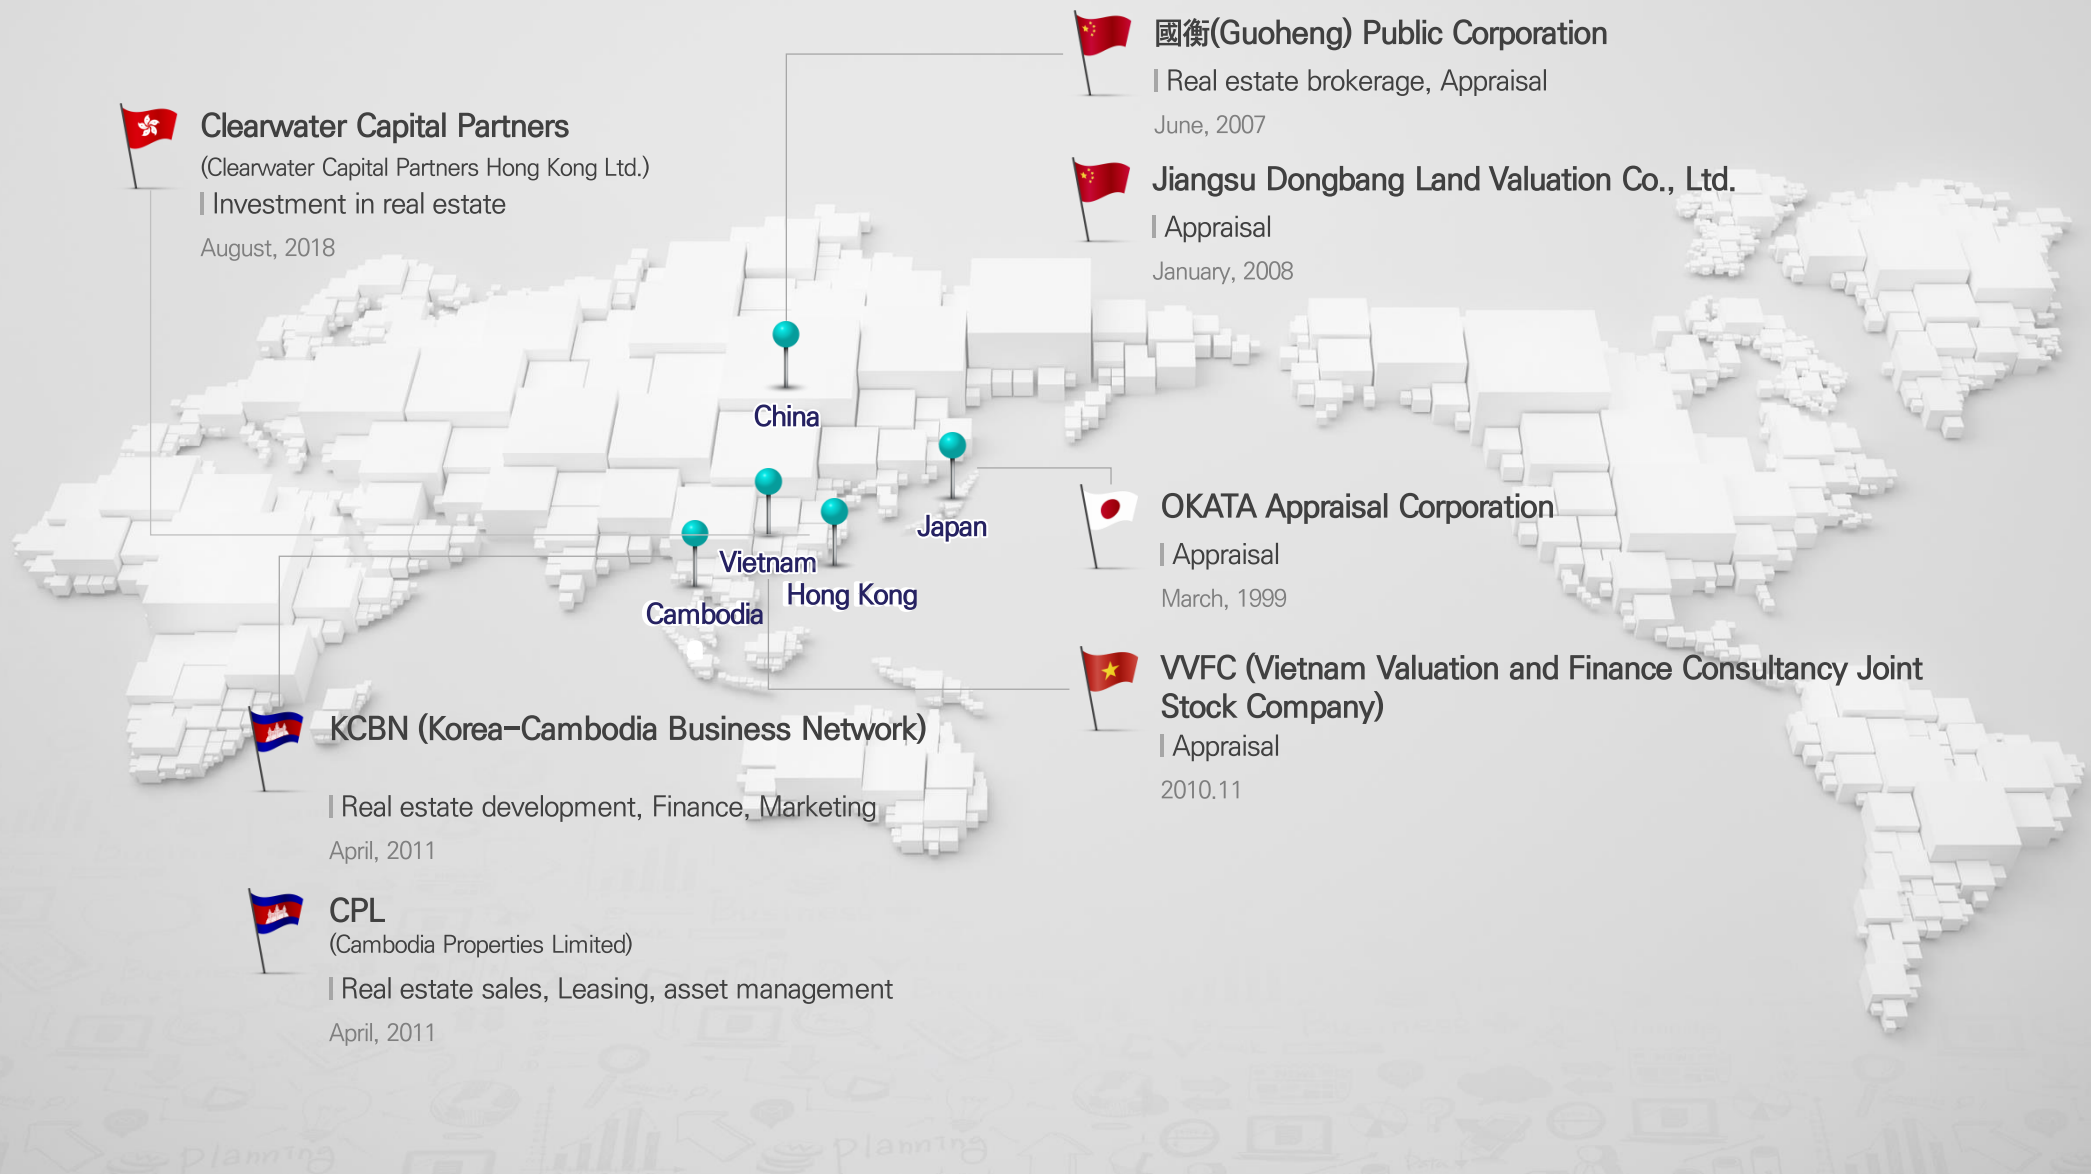 國衡(Guoheng) Public Corporation
Real estate brokerage, Appraisal
June, 2007
Clearwater Capital Partners
(Clearwater Capital Partners Hong Kong Ltd.)
Investment in real estate
August, 2018
Jiangsu Dongbang Land Valuation Co., Ltd.
Appraisal
January, 2008
China
Japan
Vietnam
Hong Kong
Cambodia
OKATA Appraisal Corporation
Appraisal
March, 1999
VVFC (Vietnam Valuation and Finance Consultancy Joint
Stock Company)
Appraisal
2010.11
KCBN (Korea-Cambodia Business Network)
Real estate development, Finance, Marketing
April, 2011
CPL
(Cambodia Properties Limited)
Real estate sales, Leasing, asset management
April, 2011
planning
planning